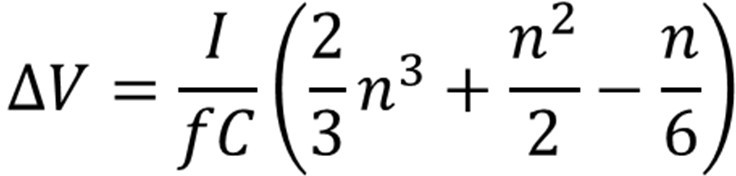 ΔV = I/fC (2/3 n³ + n²/2 − n/6)